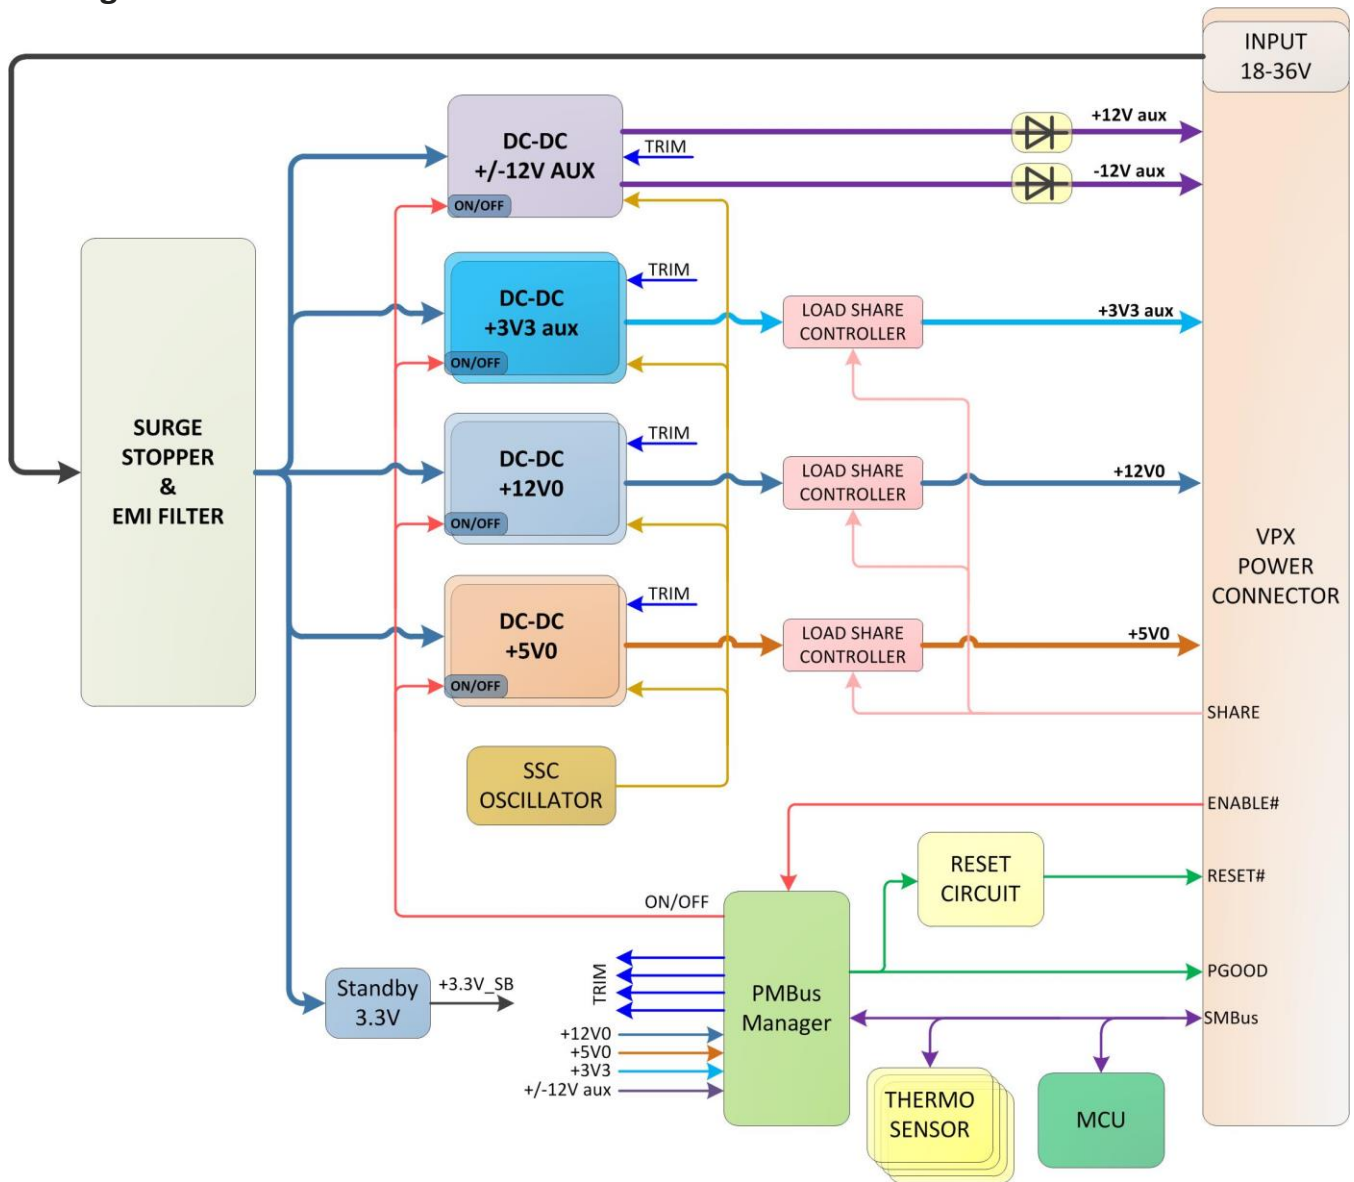 INPUT
18-36V
DC-DC
+/-12V AUX
ON/OFF
TRIM
+12V aux
-12V aux
DC-DC
+3V3 aux
ON/OFF
TRIM
LOAD SHARE
CONTROLLER
+3V3 aux
SURGE
STOPPER
&
EMI FILTER
DC-DC
+12V0
ON/OFF
TRIM
LOAD SHARE
CONTROLLER
+12V0
VPX
POWER
CONNECTOR
DC-DC
+5V0
ON/OFF
TRIM
LOAD SHARE
CONTROLLER
+5V0
SHARE
SSC
OSCILLATOR
ENABLE#
RESET
CIRCUIT
RESET#
ON/OFF
PGOOD
TRIM
PMBus
Manager
Standby
3.3V
+3.3V_SB
SMBus
+12V0
+5V0
+3V3
+/-12V aux
THERMO
SENSOR
MCU